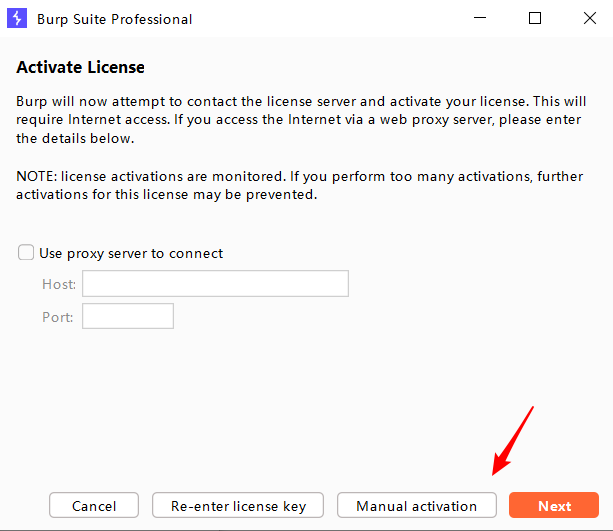 Burp Suite Professional
Activate License
Burp will now attempt to contact the license server and activate your license. This will
require Internet access. If you access the Internet via a web proxy server, please enter
the details below.
NOTE: license activations are monitored. If you perform too many activations, further
activations for this license may be prevented.
Use proxy server to connect
Host:
Port:
Cancel
Re-enter license key
Manual activation
Next